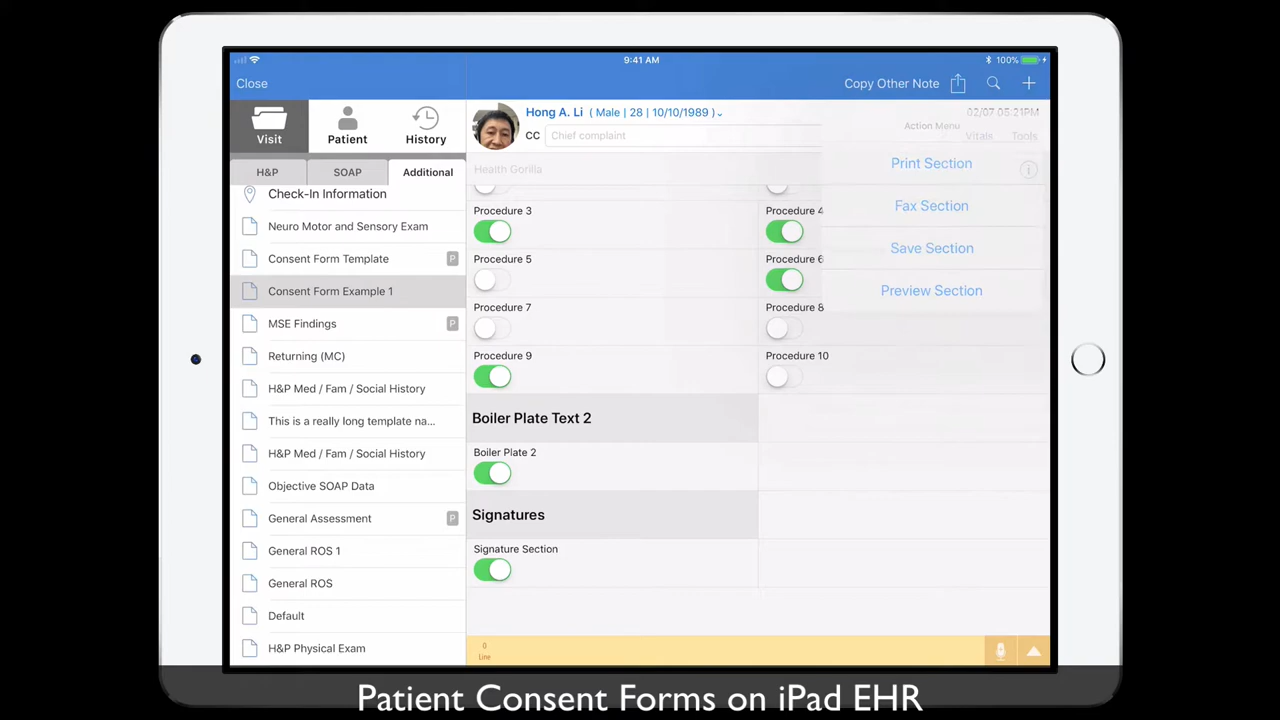 9:41 AM
100%
Close
Copy Other Note
Visit
Patient
History
H&P
SOAP
Additional
Check-In Information
Neuro Motor and Sensory Exam
Consent Form Template P
Consent Form Example 1
MSE Findings P
Returning (MC)
H&P Med / Fam / Social History
This is a really long template na...
H&P Med / Fam / Social History
Objective SOAP Data
General Assessment P
General ROS 1
General ROS
Default
H&P Physical Exam
Hong A. Li ( Male | 28 | 10/10/1989 )
02/07 05:21PM
CC Chief complaint
Vitals
Tools
Health Gorilla
Action Menu
Print Section
Fax Section
Save Section
Preview Section
Procedure 3
Procedure 4
Procedure 5
Procedure 6
Procedure 7
Procedure 8
Procedure 9
Procedure 10
Boiler Plate Text 2
Boiler Plate 2
Signatures
Signature Section
0
Line
Patient Consent Forms on iPad EHR